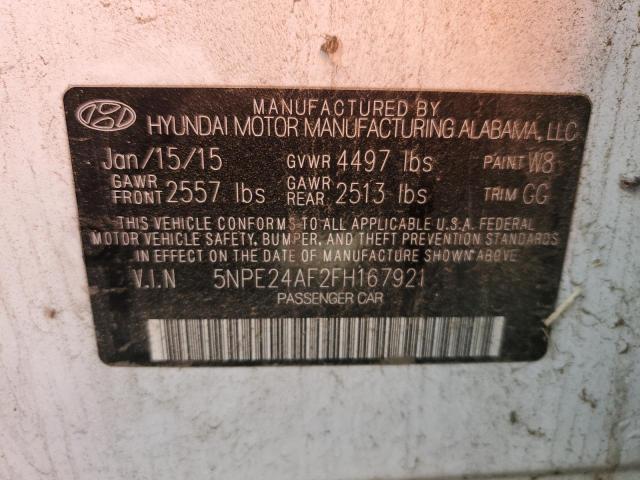 MANUFACTURED BY
HYUNDAI MOTOR MANUFACTURING ALABAMA, LLC
Jan/15/15 GVWR 4497 lbs PAINT W8
GAWR FRONT 2557 lbs GAWR REAR 2513 lbs TRIM GG
THIS VEHICLE CONFORMS TO ALL APPLICABLE U.S.A. FEDERAL
MOTOR VEHICLE SAFETY, BUMPER, AND THEFT PREVENTION STANDARDS
IN EFFECT ON THE DATE OF MANUFACTURE SHOWN ABOVE.
V.I.N 5NPE24AF2FH167921
PASSENGER CAR